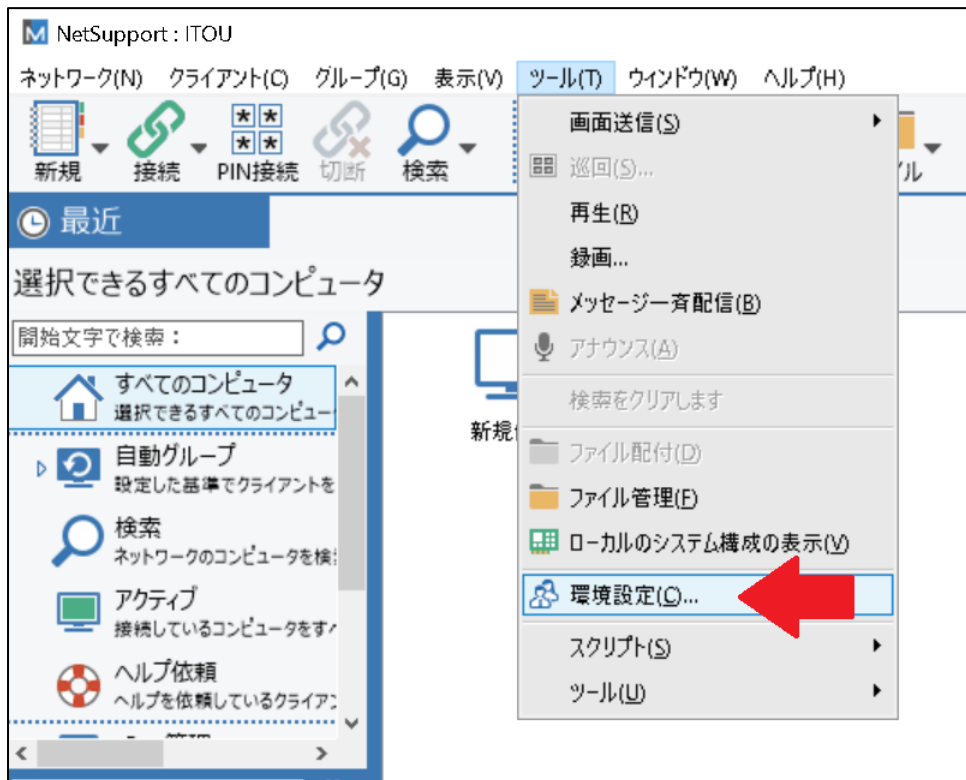 NetSupport : ITOU
ネットワーク(N) クライアント(C) グループ(G) 表示(V) ツール(T) ウィンドウ(W) ヘルプ(H)
新規 接続 PIN接続 切断 検索 イル
最近
選択できるすべてのコンピュータ
開始文字で検索：
すべてのコンピュータ
選択できるすべてのコンピュー
自動グループ
設定した基準でクライアントを
検索
ネットワークのコンピュータを検
アクティブ
接続しているコンピュータをす
ヘルプ依頼
ヘルプを依頼しているクライアン
新規
画面送信(S)
巡回(S)...
再生(R)
録画...
メッセージ一斉配信(B)
アナウンス(A)
検索をクリアします
ファイル配付(D)
ファイル管理(F)
ローカルのシステム構成の表示(V)
環境設定(C)...
スクリプト(S)
ツール(U)